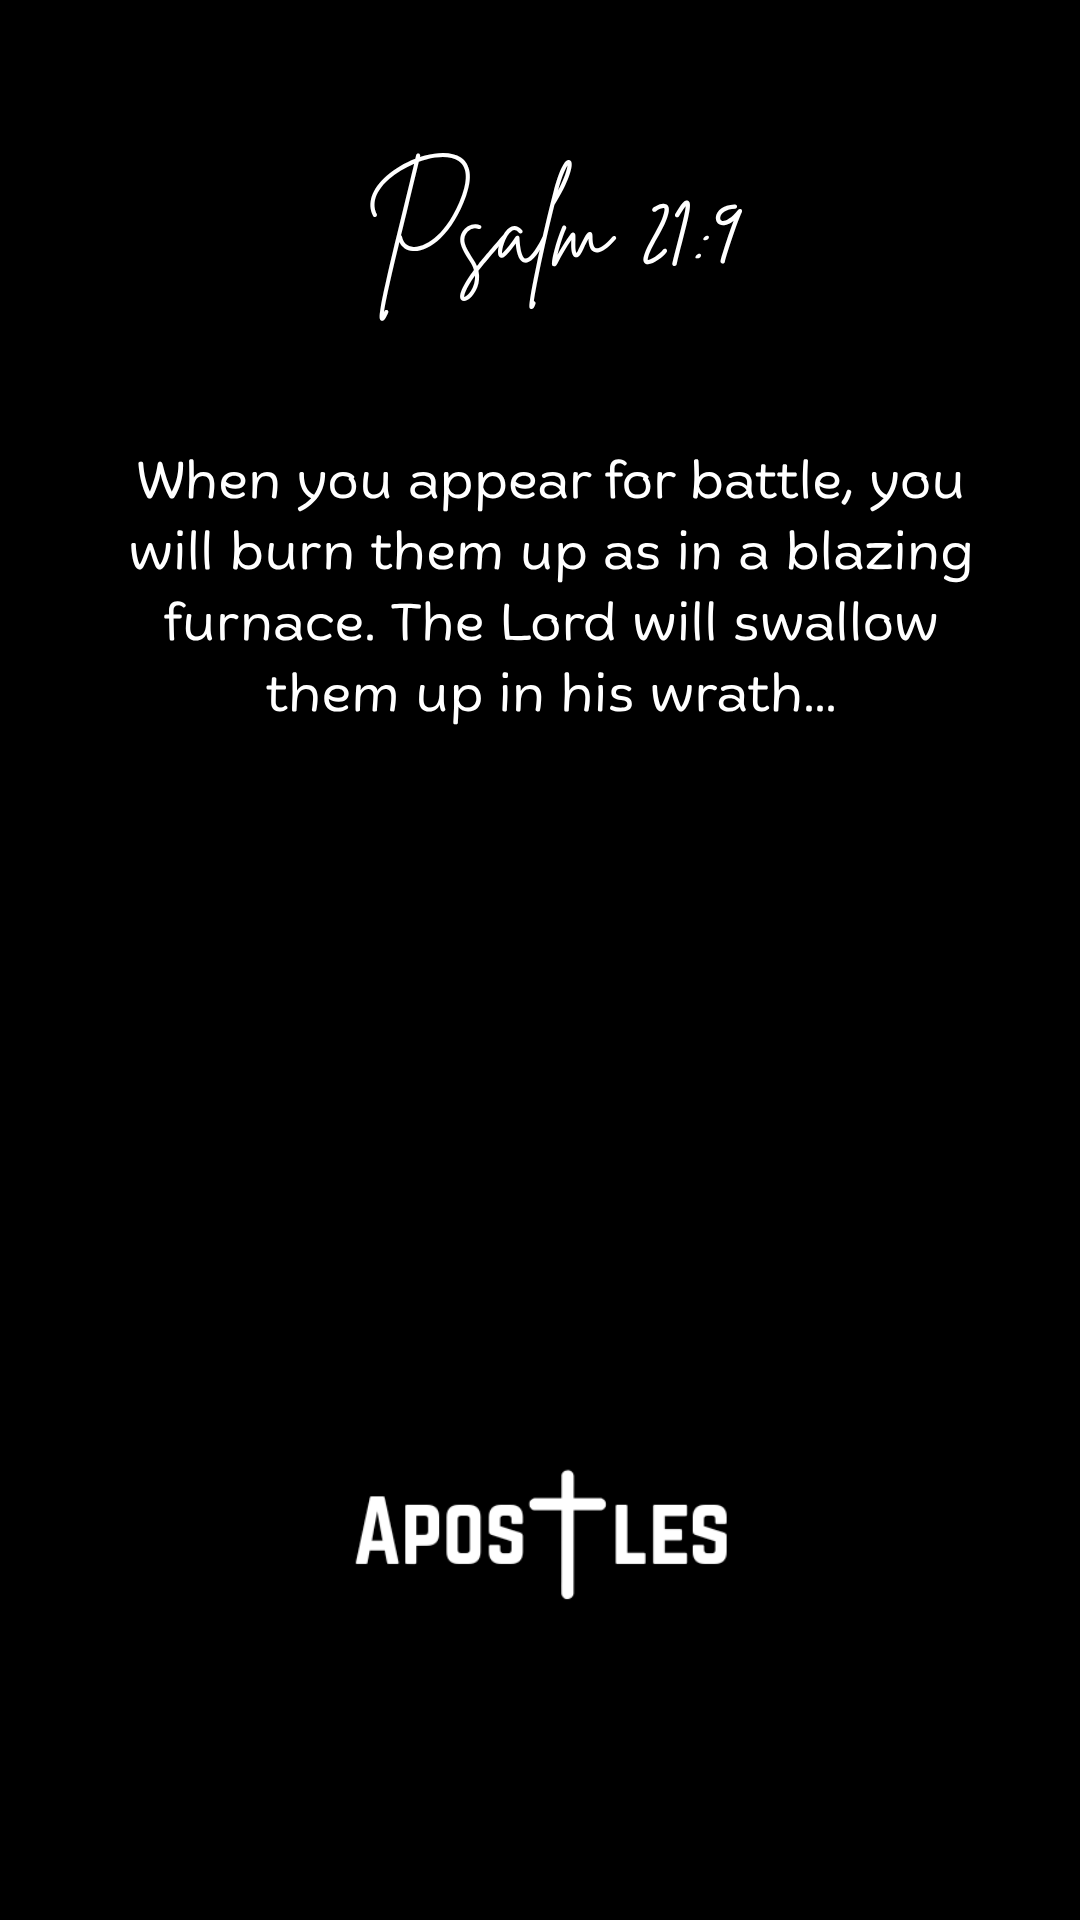 Psalm 21:9
When you appear for battle, you
will burn them up as in a blazing
furnace. The Lord will swallow
them up in his wrath...
APOSTLES